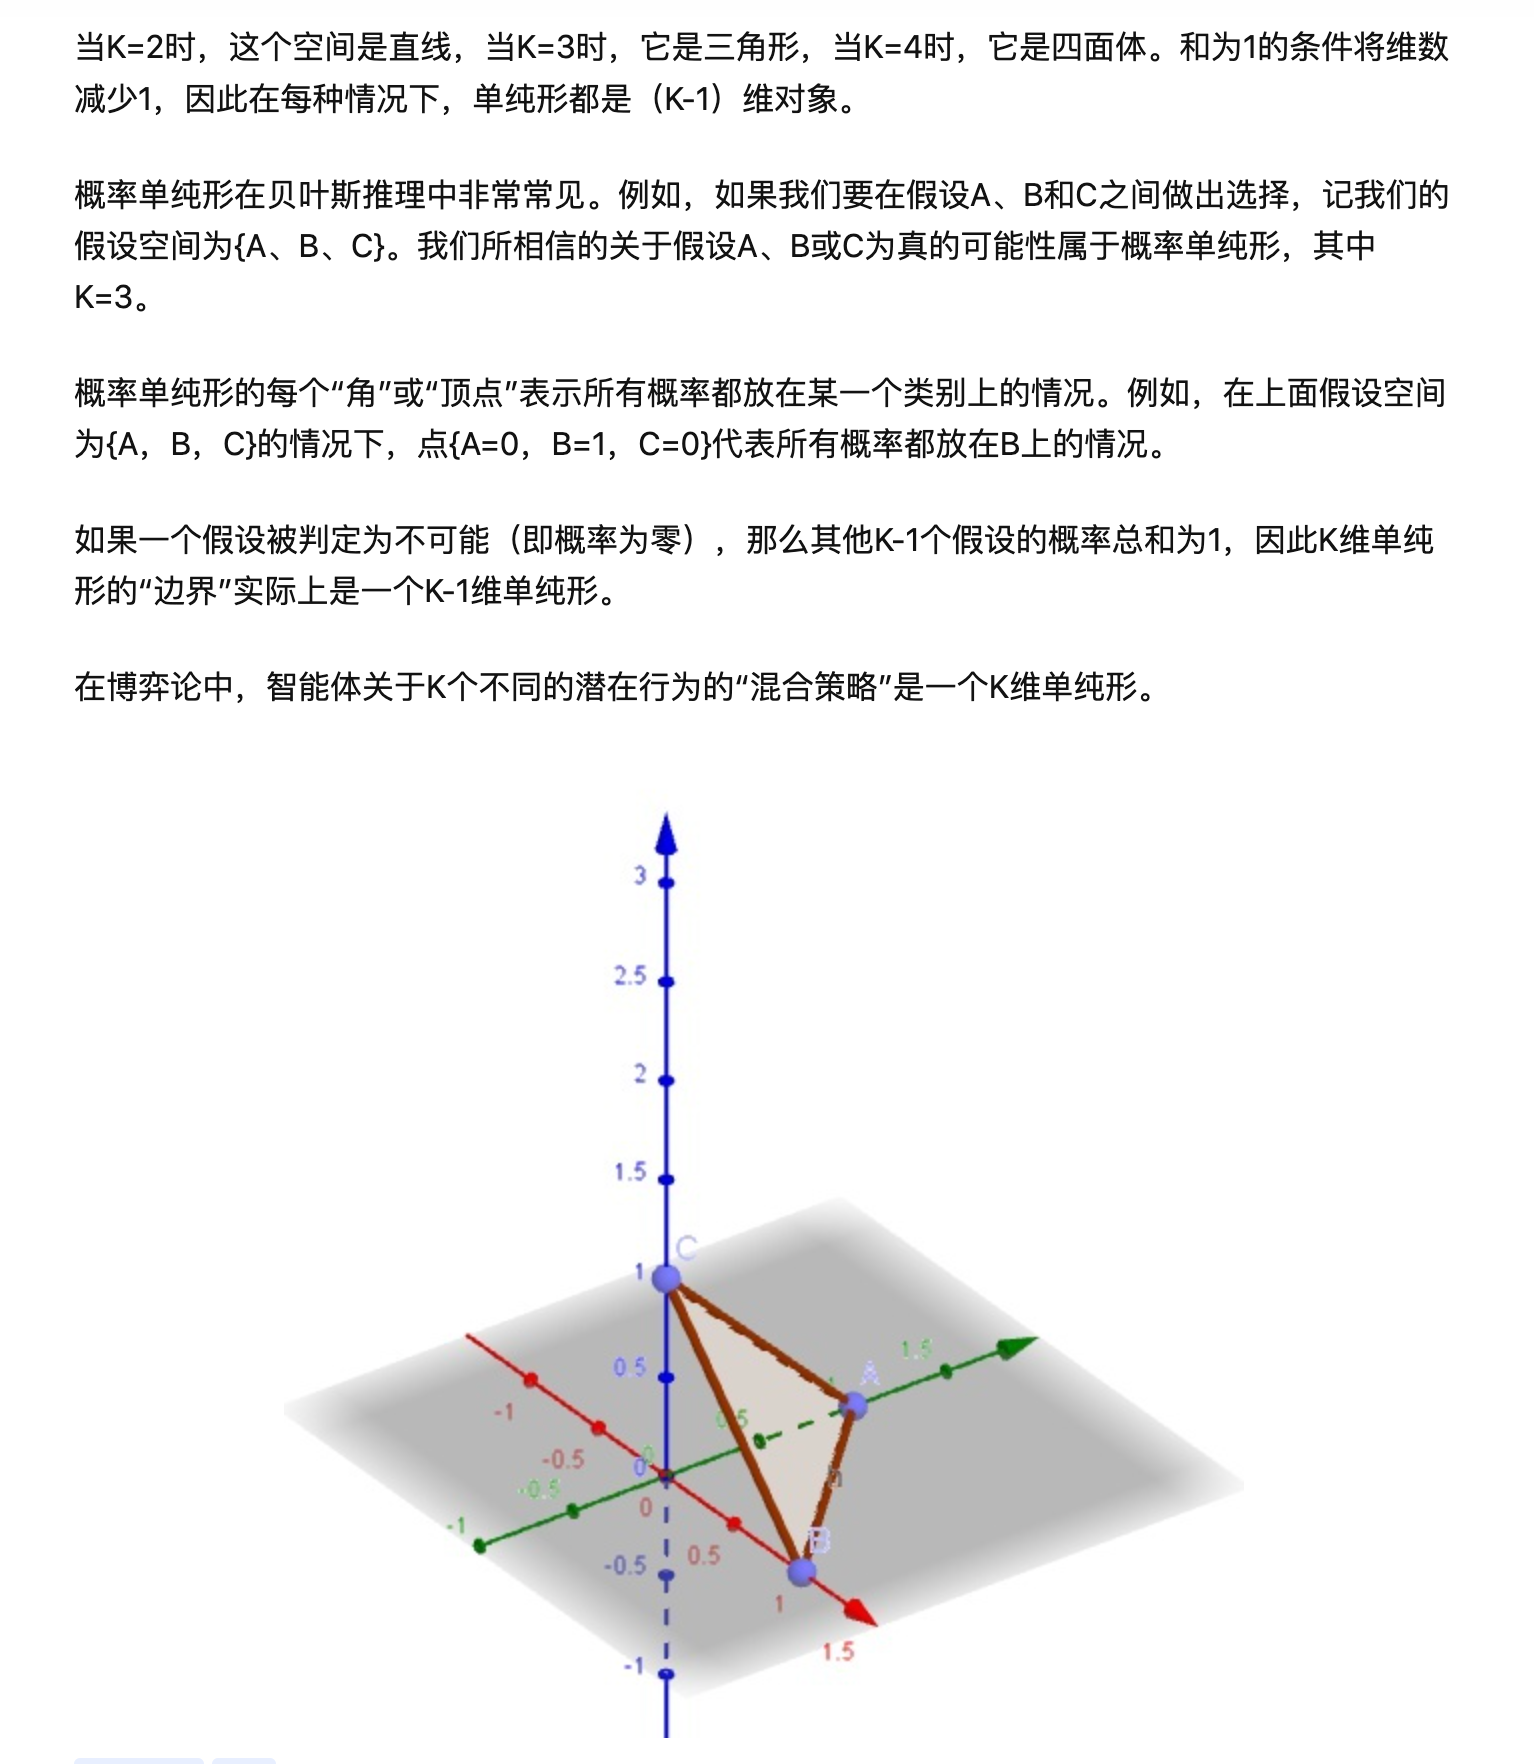 当K=2时，这个空间是直线，当K=3时，它是三角形，当K=4时，它是四面体。和为1的条件将维数
减少1，因此在每种情况下，单纯形都是（K-1）维对象。
概率单纯形在贝叶斯推理中非常常见。例如，如果我们要在假设A、B和C之间做出选择，记我们的
假设空间为{A、B、C}。我们所相信的关于假设A、B或C为真的可能性属于概率单纯形，其中
K=3。
概率单纯形的每个“角”或“顶点”表示所有概率都放在某一个类别上的情况。例如，在上面假设空间
为{A，B，C}的情况下，点{A=0，B=1，C=0}代表所有概率都放在B上的情况。
如果一个假设被判定为不可能（即概率为零），那么其他K-1个假设的概率总和为1，因此K维单纯
形的“边界”实际上是一个K-1维单纯形。
在博弈论中，智能体关于K个不同的潜在行为的“混合策略”是一个K维单纯形。
3
2.5
2
1.5
C
1
1.5
0.5
A
-1
0.5
-0.5
0
0
-0.5
0
-1
B
0.5
-0.5
1
1.5
-1